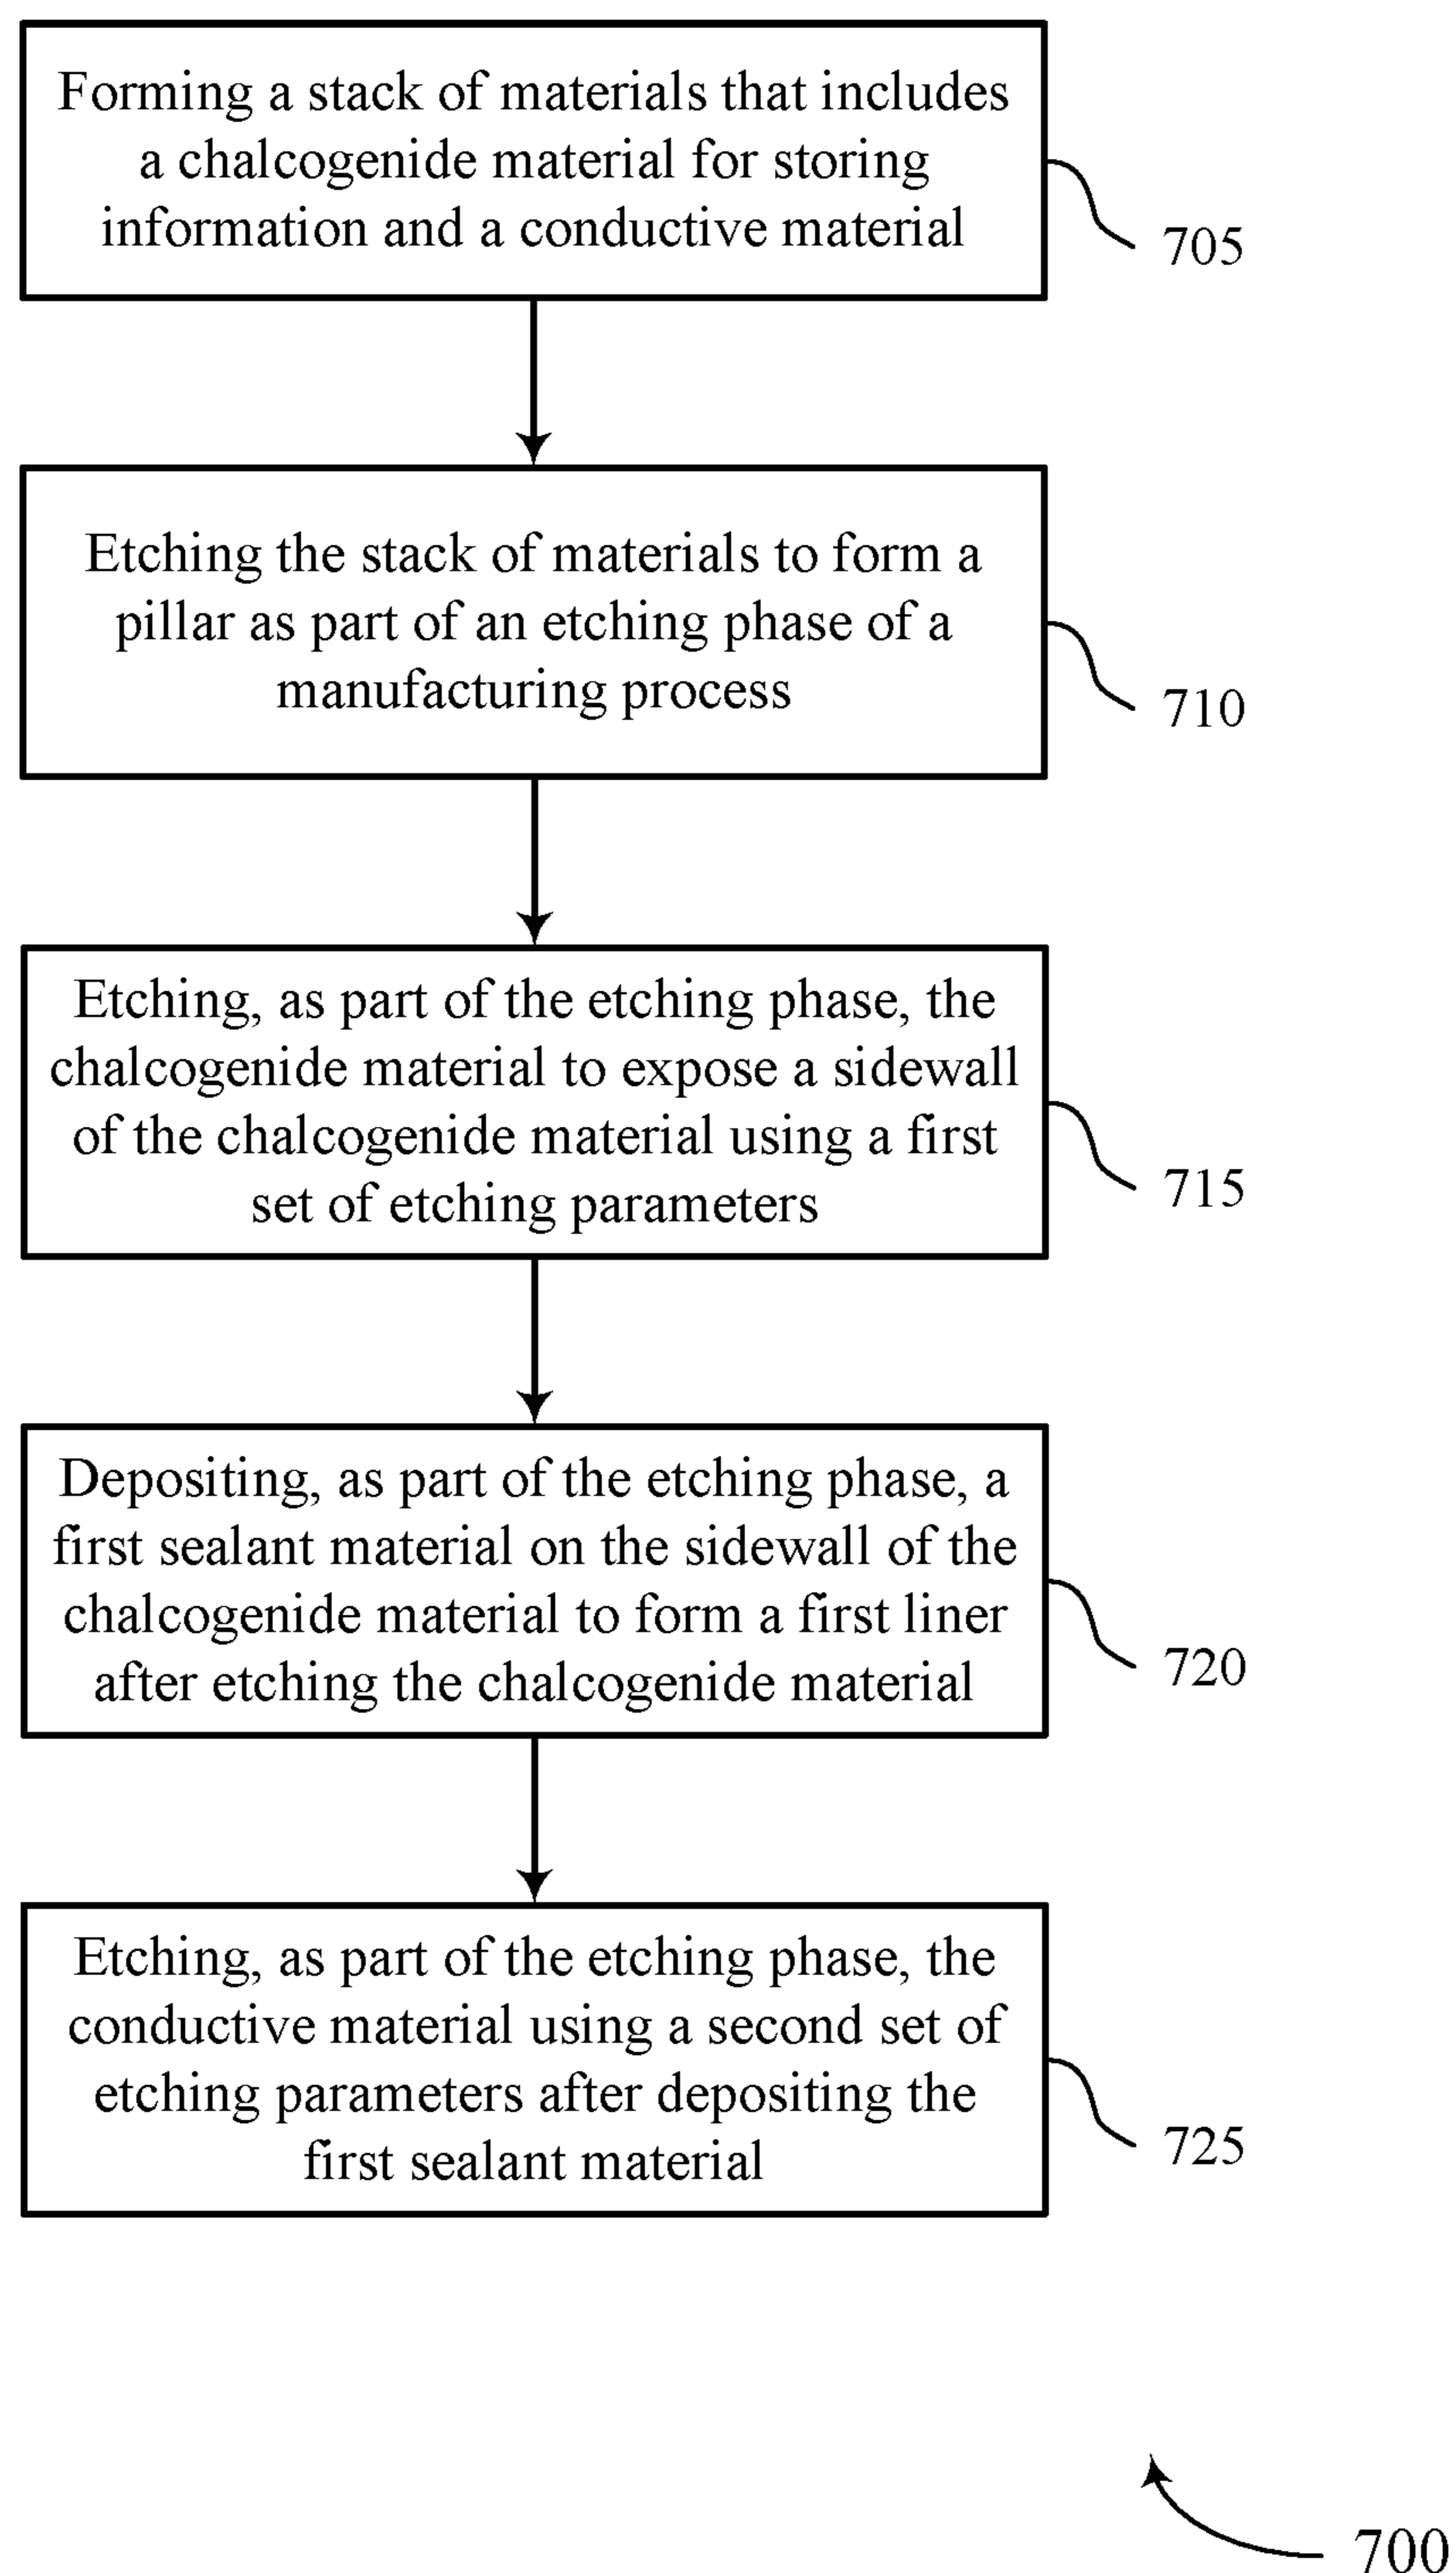 Forming a stack of materials that includes
a chalcogenide material for storing
information and a conductive material
705
Etching the stack of materials to form a
pillar as part of an etching phase of a
manufacturing process
710
Etching, as part of the etching phase, the
chalcogenide material to expose a sidewall
of the chalcogenide material using a first
set of etching parameters
715
Depositing, as part of the etching phase, a
first sealant material on the sidewall of the
chalcogenide material to form a first liner
after etching the chalcogenide material
720
Etching, as part of the etching phase, the
conductive material using a second set of
etching parameters after depositing the
first sealant material
725
700